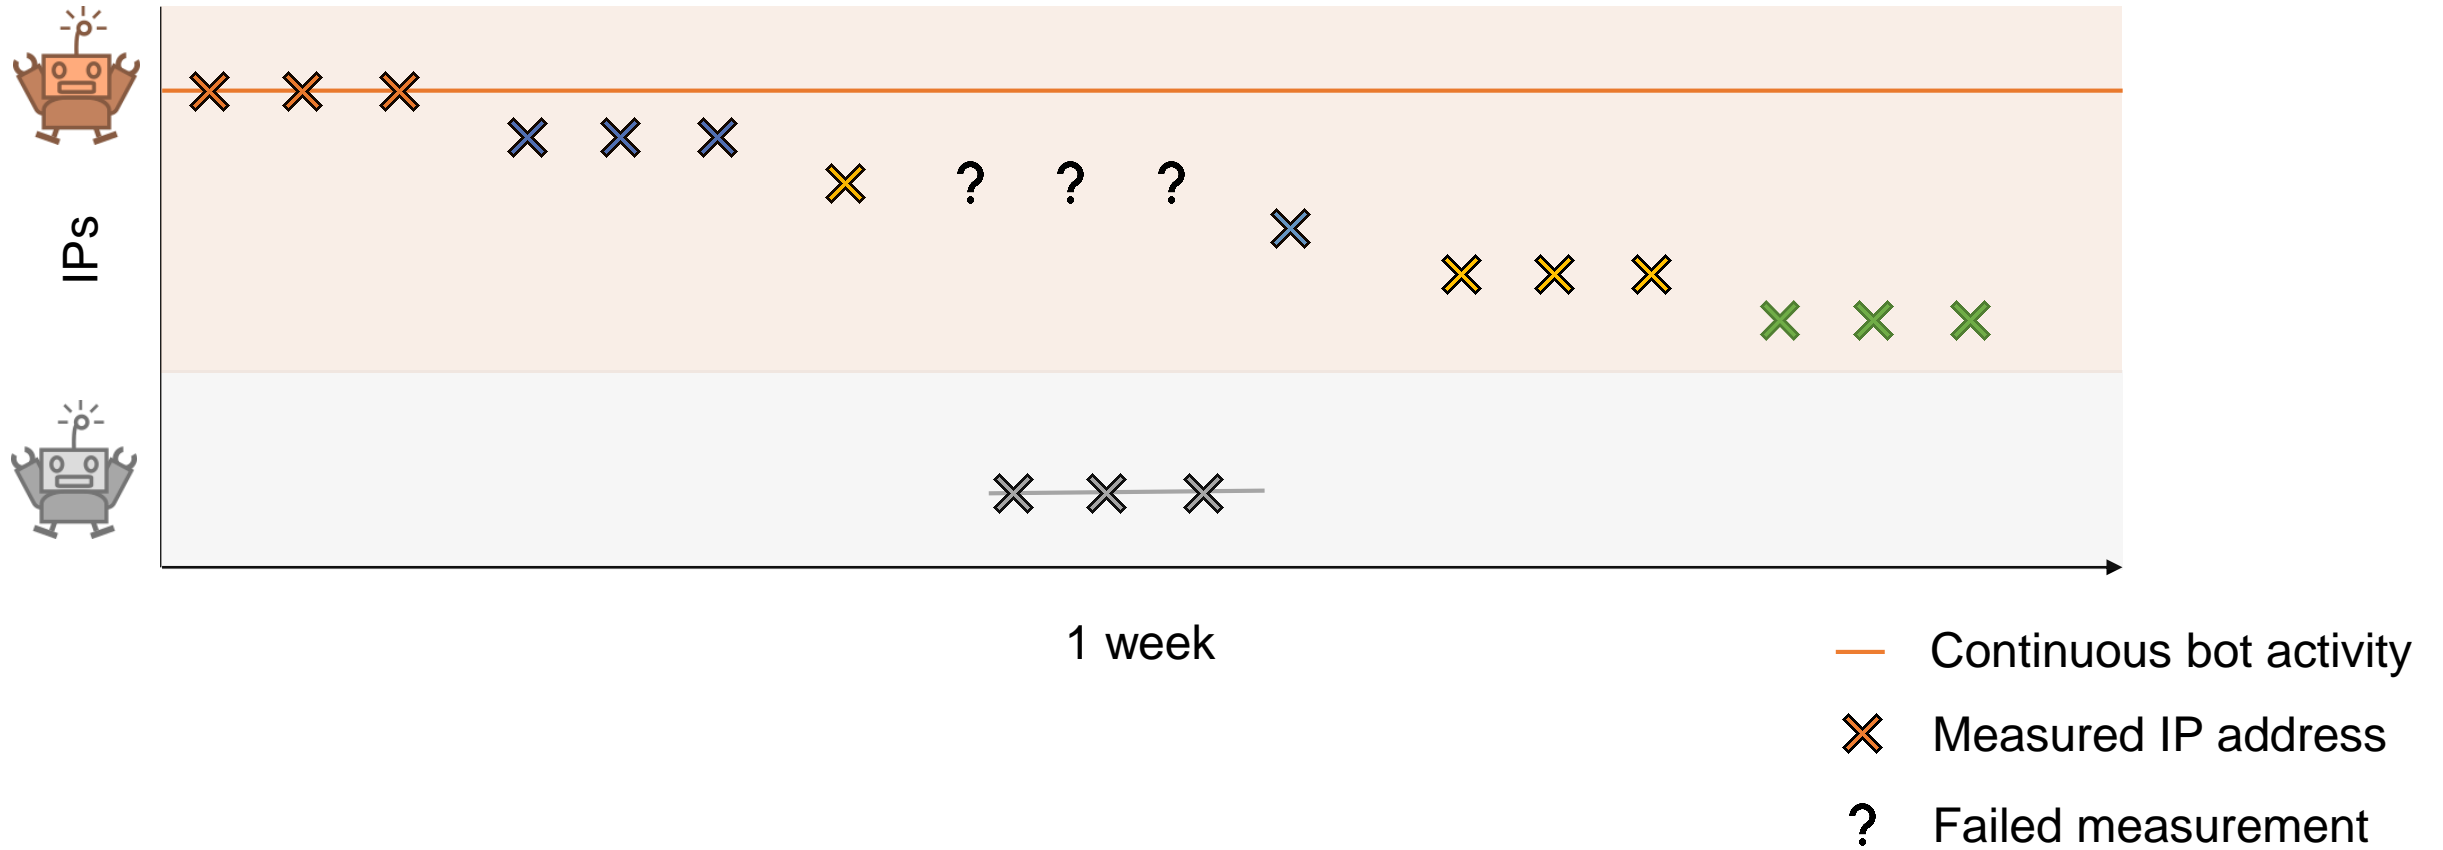 IPs
? ? ?
1 week
Continuous bot activity
Measured IP address
? Failed measurement